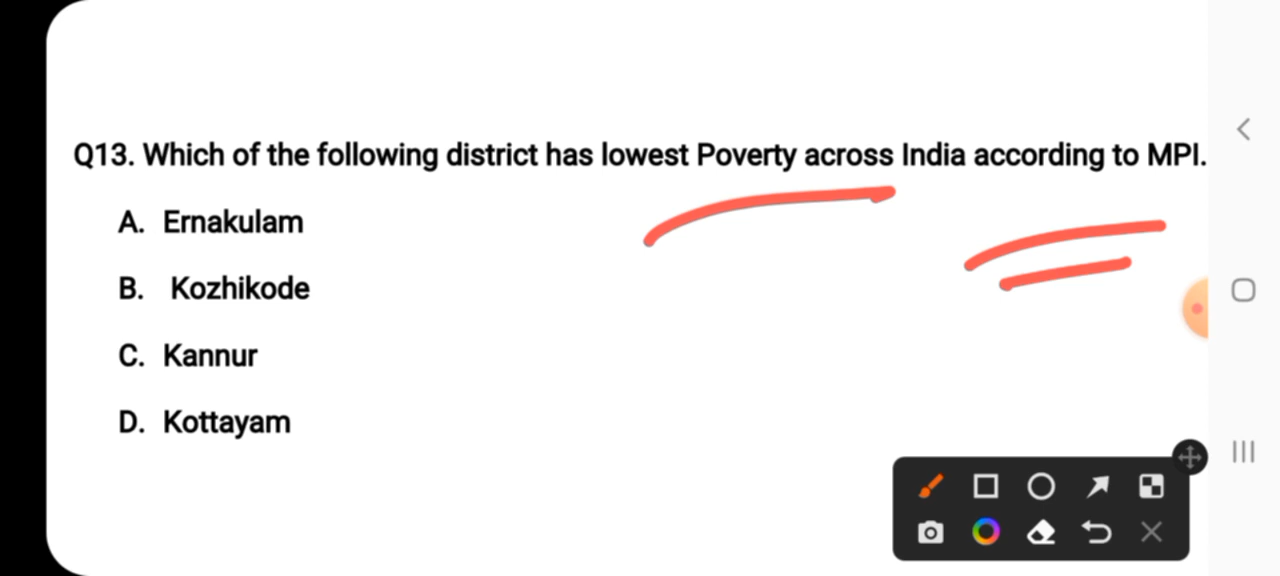 Q13. Which of the following district has lowest Poverty across India according to MPI.
A. Ernakulam
B. Kozhikode
C. Kannur
D. Kottayam